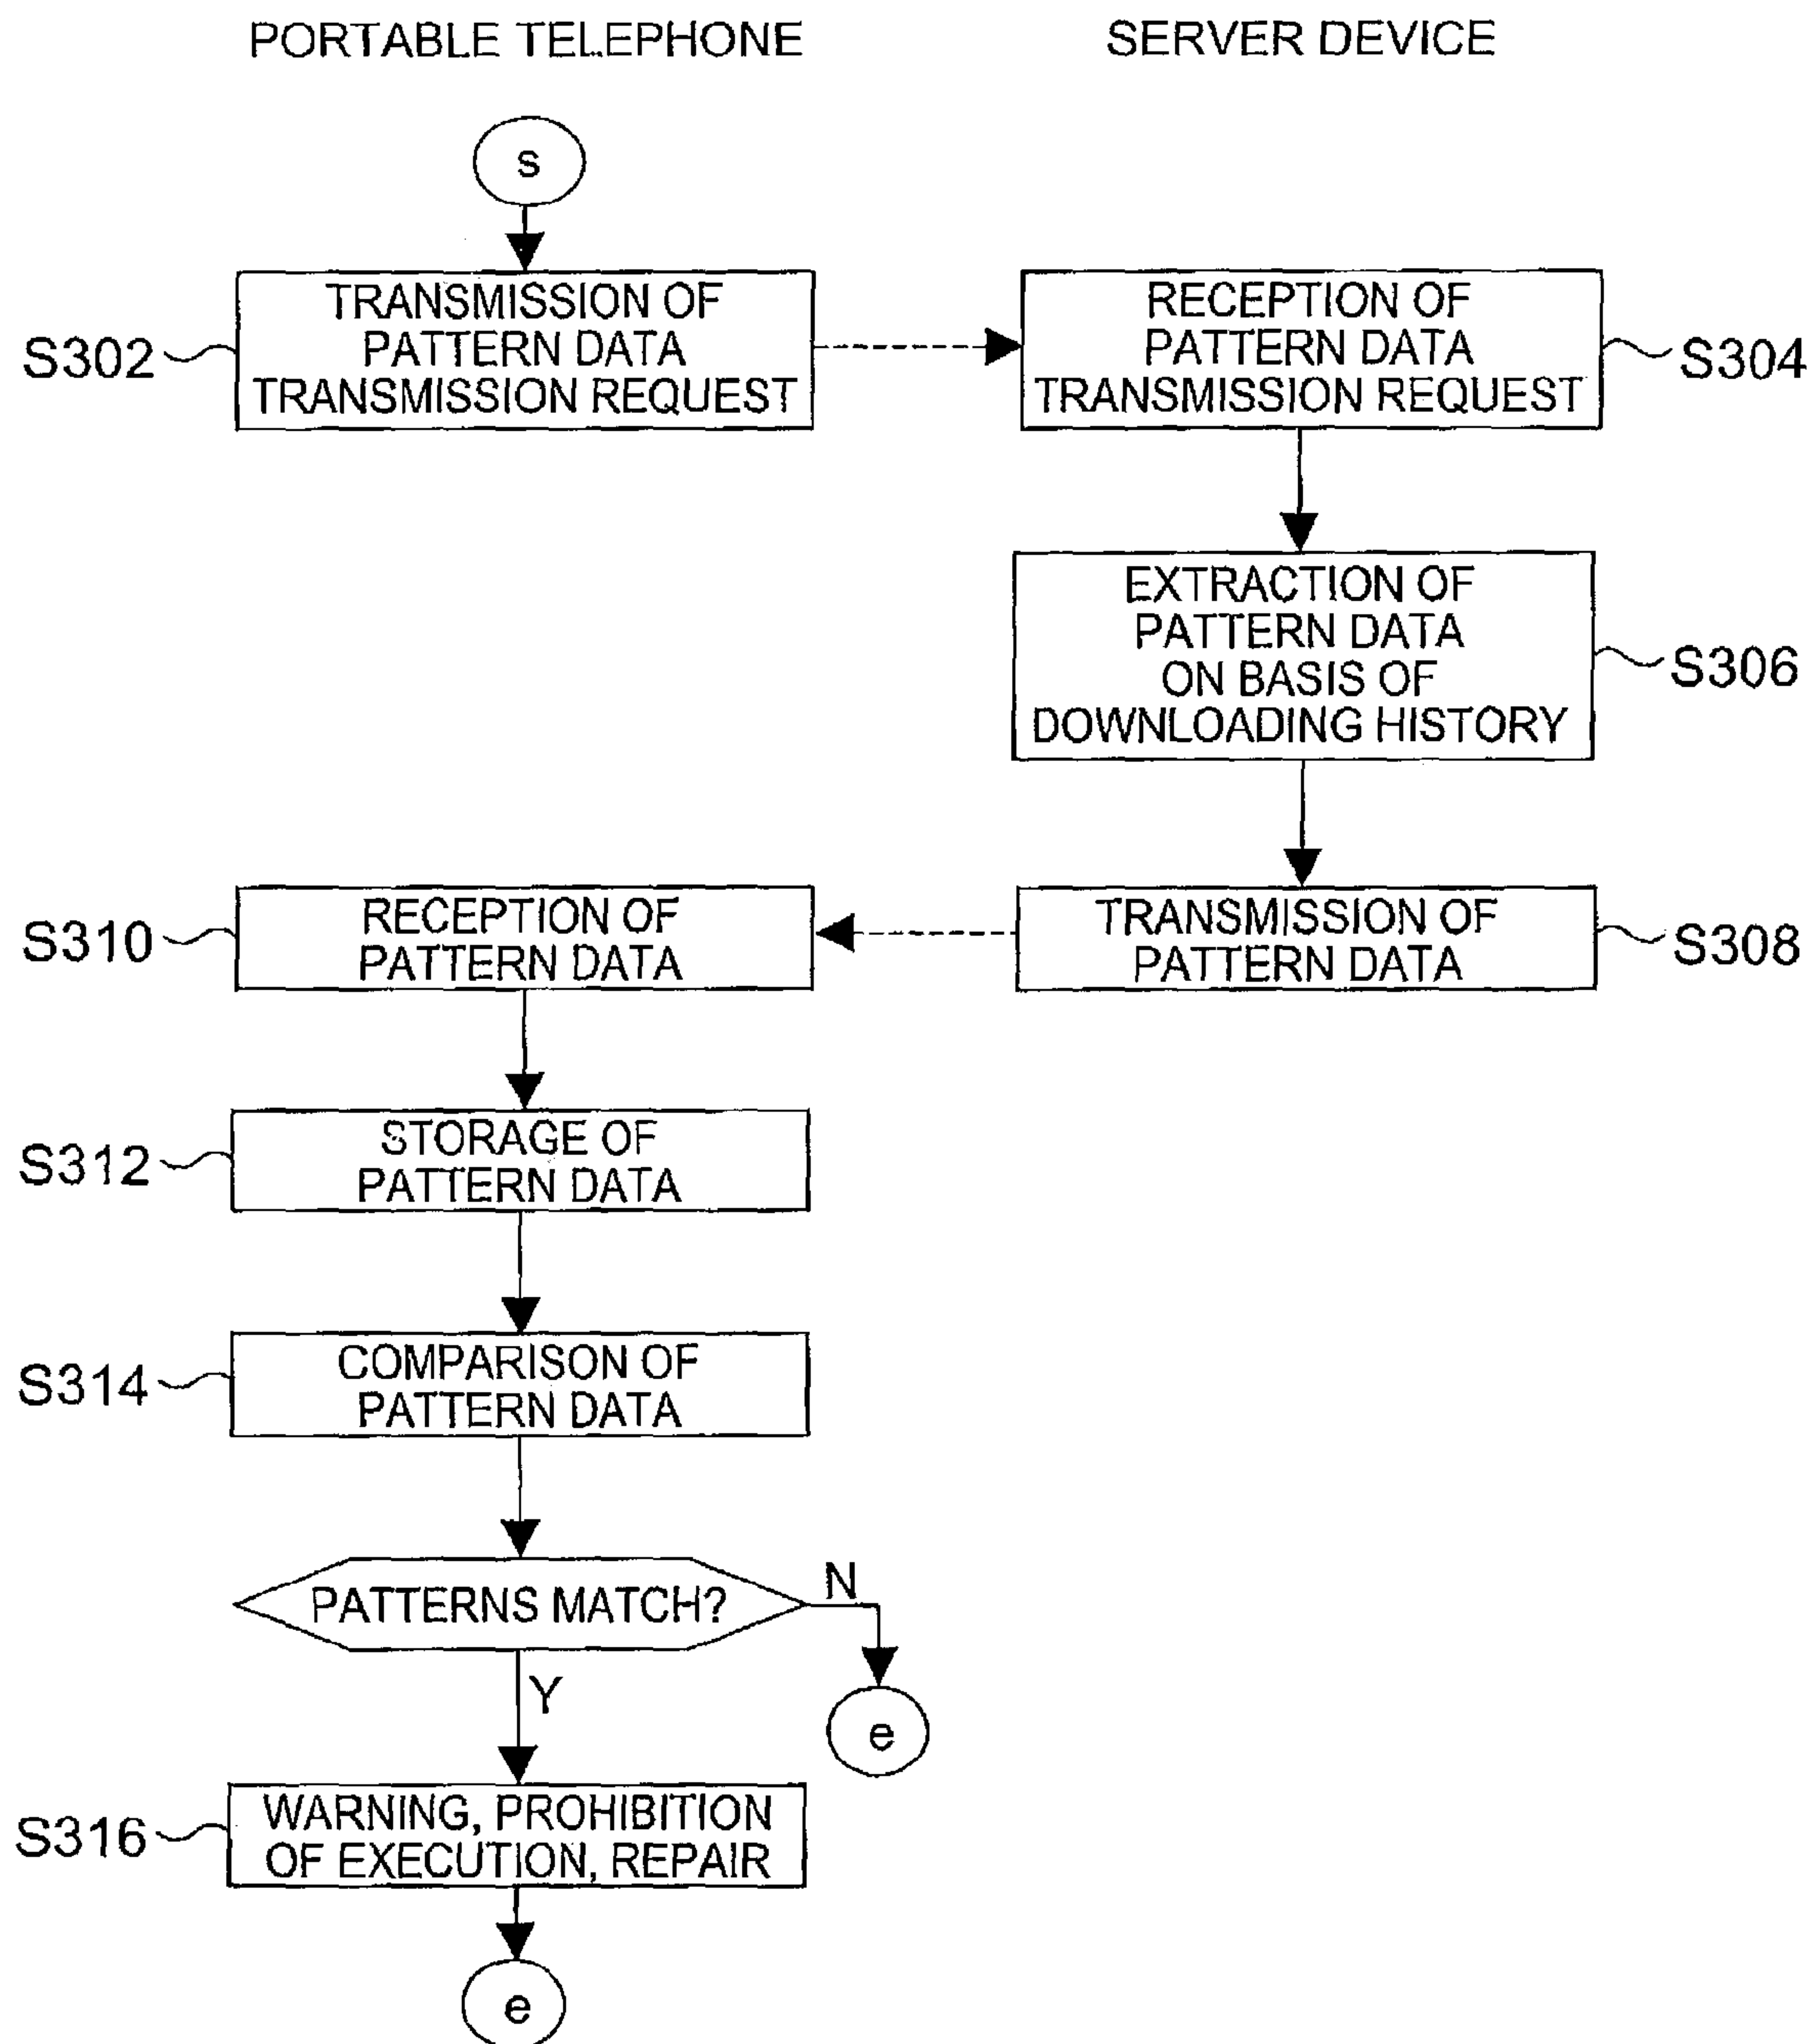 PORTABLE TELEPHONE
SERVER DEVICE
s
S302
TRANSMISSION OF
PATTERN DATA
TRANSMISSION REQUEST
RECEPTION OF
PATTERN DATA
TRANSMISSION REQUEST
S304
EXTRACTION OF
PATTERN DATA
ON BASIS OF
DOWNLOADING HISTORY
S306
S310
RECEPTION OF
PATTERN DATA
TRANSMISSION OF
PATTERN DATA
S308
S312
STORAGE OF
PATTERN DATA
S314
COMPARISON OF
PATTERN DATA
PATTERNS MATCH?
N
Y
e
S316
WARNING, PROHIBITION
OF EXECUTION, REPAIR
e